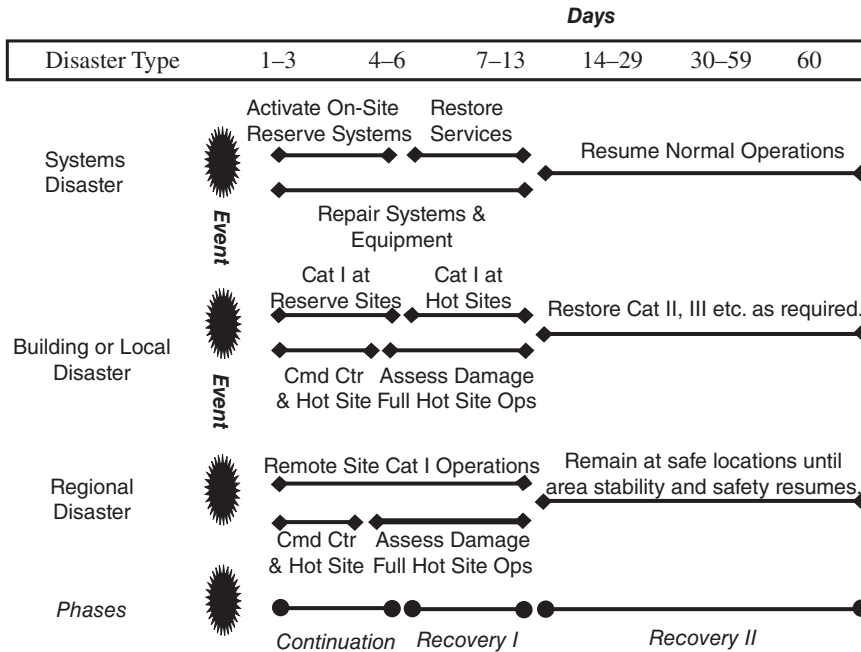 Days
Disaster Type 1–3 4–6 7–13 14–29 30–59 60
Activate On-Site
Reserve Systems
Restore
Services
Systems
Disaster
Resume Normal Operations
Repair Systems &
Equipment
Event
Cat I at
Reserve Sites
Cat I at
Hot Sites
Building or Local
Disaster
Restore Cat II, III etc. as required.
Cmd Ctr
& Hot Site
Assess Damage
Full Hot Site Ops
Event
Regional
Disaster
Remote Site Cat I Operations
Remain at safe locations until
area stability and safety resumes.
Cmd Ctr
& Hot Site
Assess Damage
Full Hot Site Ops
Phases
Continuation
Recovery I
Recovery II